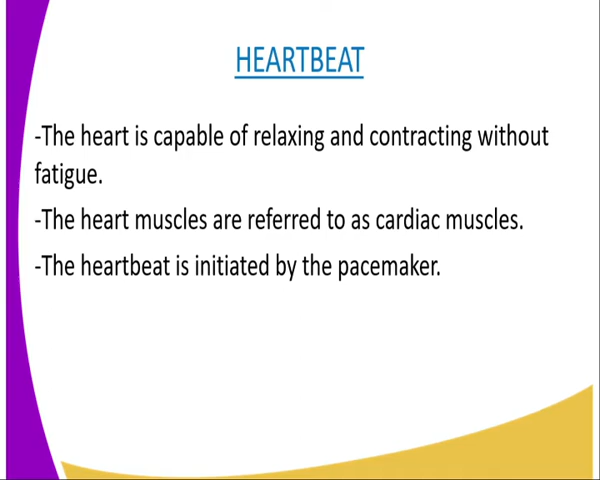 HEARTBEAT
-The heart is capable of relaxing and contracting without
fatigue.
-The heart muscles are referred to as cardiac muscles.
-The heartbeat is initiated by the pacemaker.